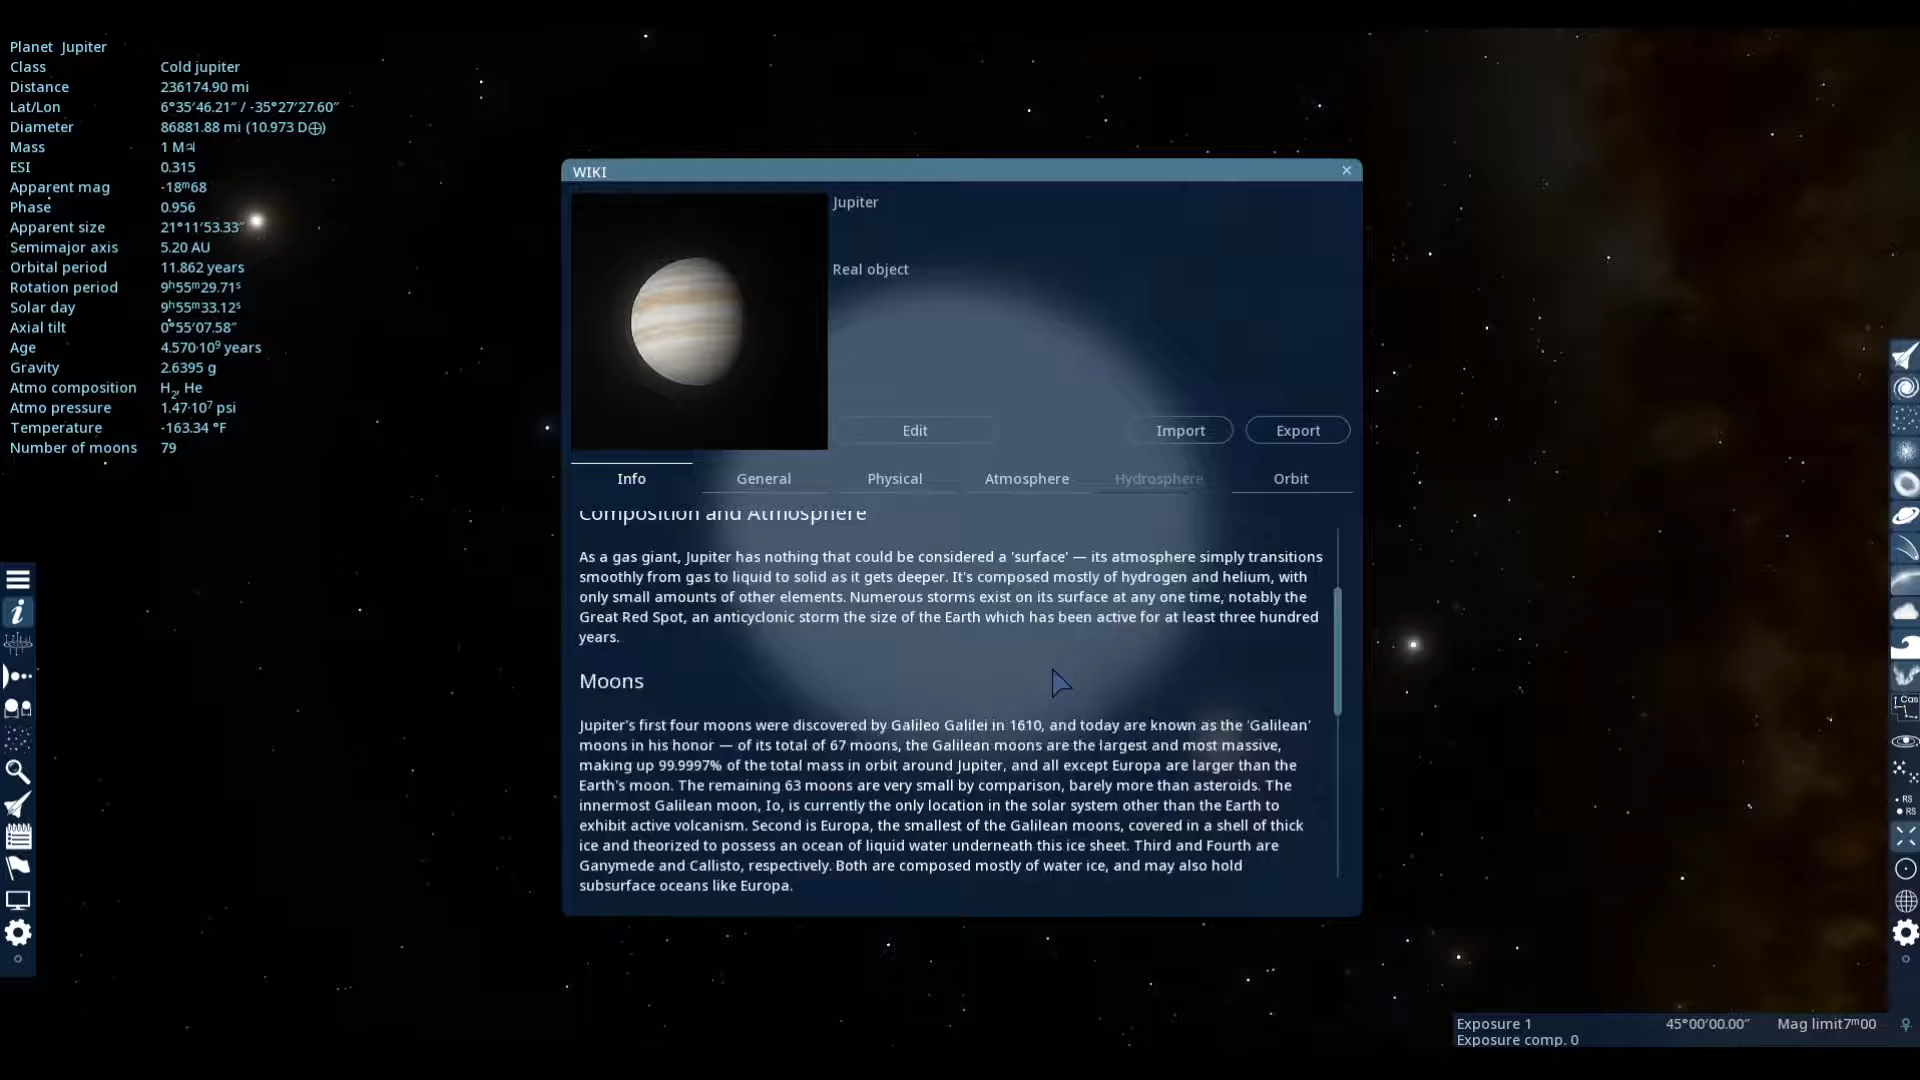 Planet Jupiter
Class Cold jupiter
Distance 236174.90 mi
Lat/Lon 6°35′46.21″ / -35°27′27.60″
Diameter 86881.88 mi (10.973 D⊕)
Mass 1 M♃
ESI 0.315
Apparent mag -18ᵐ68
Phase 0.956
Apparent size 21°11′53.33″
Semimajor axis 5.20 AU
Orbital period 11.862 years
Rotation period 9ʰ55ᵐ29.71ˢ
Solar day 9ʰ55ᵐ33.12ˢ
Axial tilt 0°55′07.58″
Age 4.570·10⁹ years
Gravity 2.6395 g
Atmo composition H₂, He
Atmo pressure 1.47·10⁷ psi
Temperature -163.34 °F
Number of moons 79
WIKI
Jupiter
Real object
Edit Import Export
Info General Physical Atmosphere Hydrosphere Orbit
Composition and Atmosphere
As a gas giant, Jupiter has nothing that could be considered a 'surface' — its atmosphere simply transitions
smoothly from gas to liquid to solid as it gets deeper. It's composed mostly of hydrogen and helium, with
only small amounts of other elements. Numerous storms exist on its surface at any one time, notably the
Great Red Spot, an anticyclonic storm the size of the Earth which has been active for at least three hundred
years.
Moons
Jupiter's first four moons were discovered by Galileo Galilei in 1610, and today are known as the 'Galilean'
moons in his honor — of its total of 67 moons, the Galilean moons are the largest and most massive,
making up 99.9997% of the total mass in orbit around Jupiter, and all except Europa are larger than the
Earth's moon. The remaining 63 moons are very small by comparison, barely more than asteroids. The
innermost Galilean moon, Io, is currently the only location in the solar system other than the Earth to
exhibit active volcanism. Second is Europa, the smallest of the Galilean moons, covered in a shell of thick
ice and theorized to possess an ocean of liquid water underneath this ice sheet. Third and Fourth are
Ganymede and Callisto, respectively. Both are composed mostly of water ice, and may also hold
subsurface oceans like Europa.
Cas
RS
RS
Exposure 1 45°00′00.00″ Mag limit7ᵐ00
Exposure comp. 0